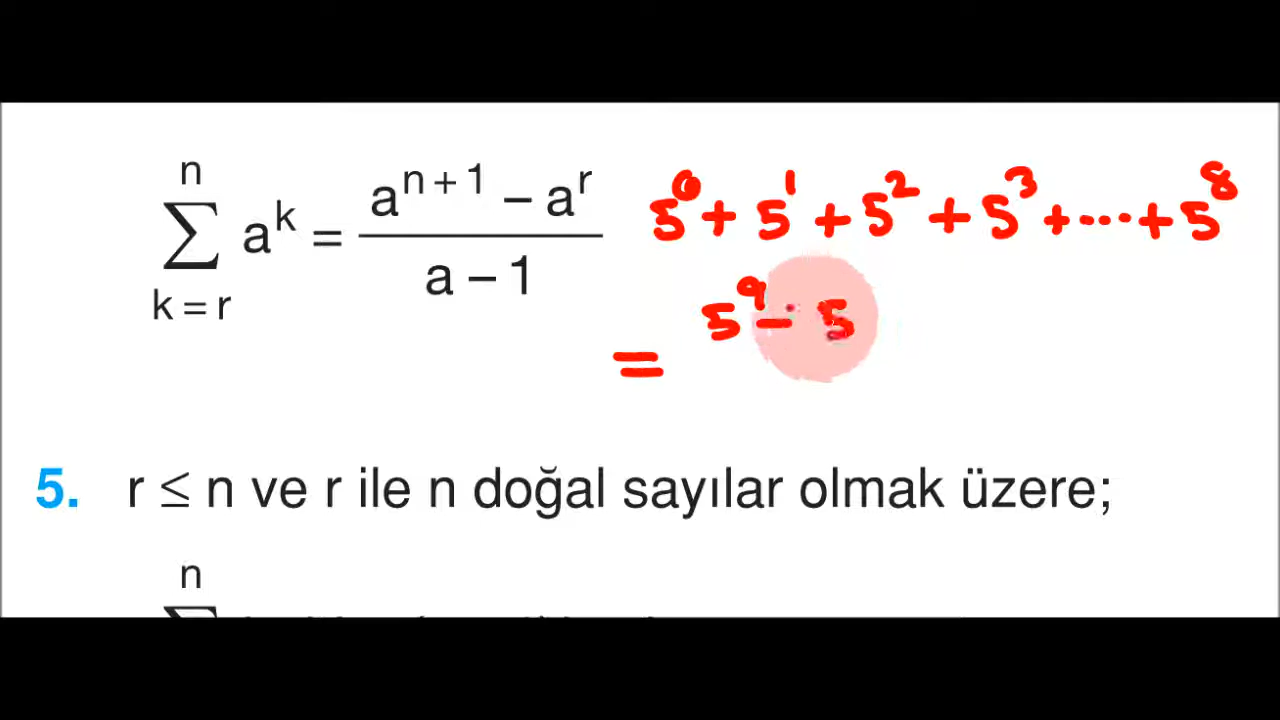 n
∑ a^k = (a^(n + 1) – a^r) / (a – 1)
k = r
5^0 + 5^1 + 5^2 + 5^3 + ... + 5^8
= 5^9 - 5
5. r ≤ n ve r ile n doğal sayılar olmak üzere;
n